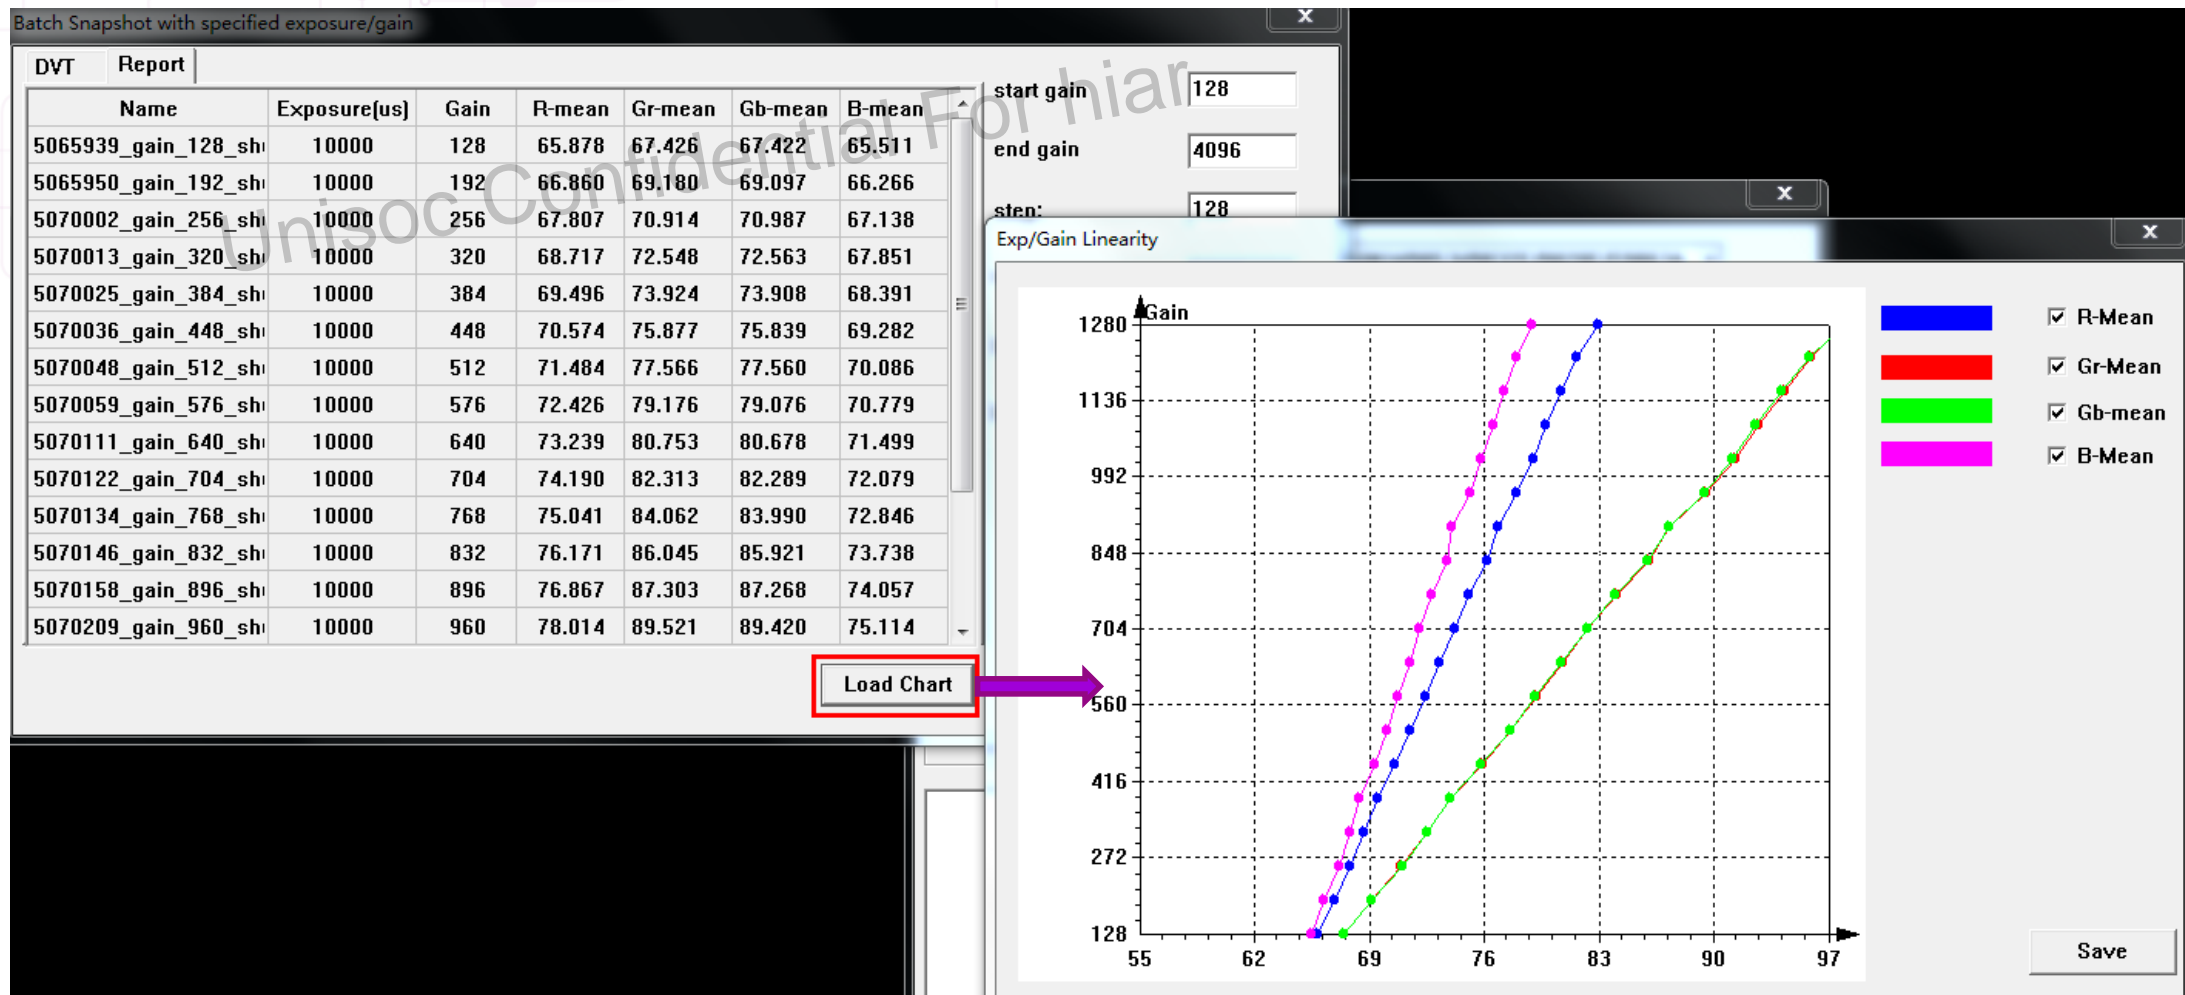 Batch Snapshot with specified exposure/gain
x
DVT Report
Name Exposure(us) Gain R-mean Gr-mean Gb-mean B-mean
5065939_gain_128_sh 10000 128 65.878 67.426 67.422 65.511
5065950_gain_192_sh 10000 192 66.860 69.180 69.097 66.266
5070002_gain_256_sh 10000 256 67.807 70.914 70.987 67.138
5070013_gain_320_sh 10000 320 68.717 72.548 72.563 67.851
5070025_gain_384_sh 10000 384 69.496 73.924 73.908 68.391
5070036_gain_448_sh 10000 448 70.574 75.877 75.839 69.282
5070048_gain_512_sh 10000 512 71.484 77.566 77.560 70.086
5070059_gain_576_sh 10000 576 72.426 79.176 79.076 70.779
5070111_gain_640_sh 10000 640 73.239 80.753 80.678 71.499
5070122_gain_704_sh 10000 704 74.190 82.313 82.289 72.079
5070134_gain_768_sh 10000 768 75.041 84.062 83.990 72.846
5070146_gain_832_sh 10000 832 76.171 86.045 85.921 73.738
5070158_gain_896_sh 10000 896 76.867 87.303 87.268 74.057
5070209_gain_960_sh 10000 960 78.014 89.521 89.420 75.114
Load Chart
start gain 128
end gain 4096
step: 128
Unisoc Confidential For hiar
x
Exp/Gain Linearity
x
Gain
1280
1136
992
848
704
560
416
272
128
55 62 69 76 83 90 97
R-Mean
Gr-Mean
Gb-mean
B-Mean
Save